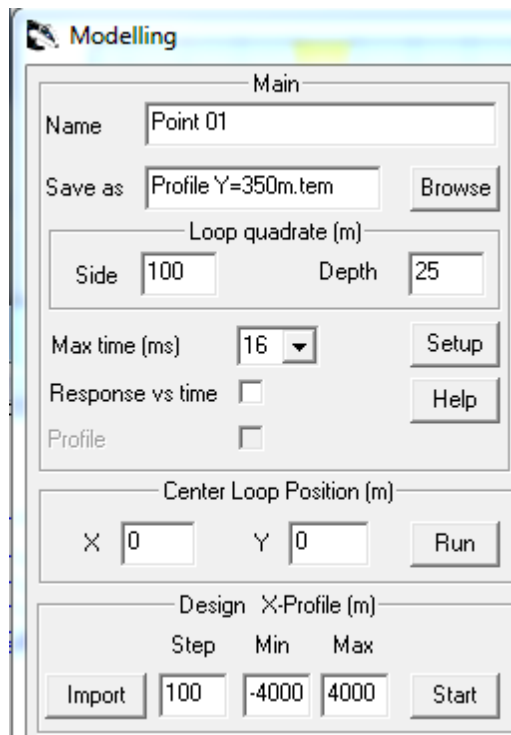 Modelling
Main
Name Point 01
Save as Profile Y=350m.tem Browse
Loop quadrate (m)
Side 100 Depth 25
Max time (ms) 16 Setup
Response vs time Help
Profile
Center Loop Position (m)
X 0 Y 0 Run
Design X-Profile (m)
Step Min Max
Import 100 -4000 4000 Start